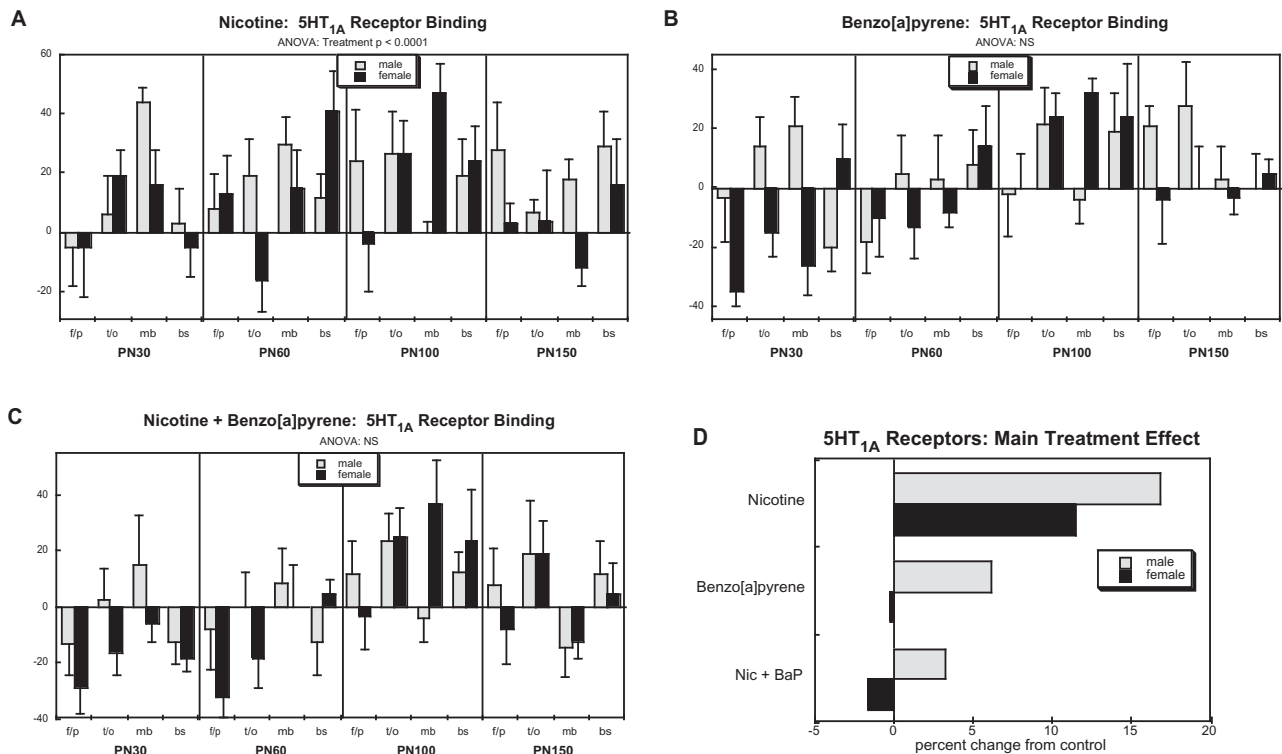 A
Nicotine: 5HT1A Receptor Binding
ANOVA: Treatment p < 0.0001
male
female
60
40
20
0
-20
f/p t/o mb bs f/p t/o mb bs f/p t/o mb bs f/p t/o mb bs
PN30 PN60 PN100 PN150
B
Benzo[a]pyrene: 5HT1A Receptor Binding
ANOVA: NS
male
female
40
20
0
-20
-40
f/p t/o mb bs f/p t/o mb bs f/p t/o mb bs f/p t/o mb bs
PN30 PN60 PN100 PN150
C
Nicotine + Benzo[a]pyrene: 5HT1A Receptor Binding
ANOVA: NS
male
female
40
20
0
-20
-40
f/p t/o mb bs f/p t/o mb bs f/p t/o mb bs f/p t/o mb bs
PN30 PN60 PN100 PN150
D
5HT1A Receptors: Main Treatment Effect
Nicotine
Benzo[a]pyrene
Nic + BaP
male
female
-5 0 5 10 15 20
percent change from control